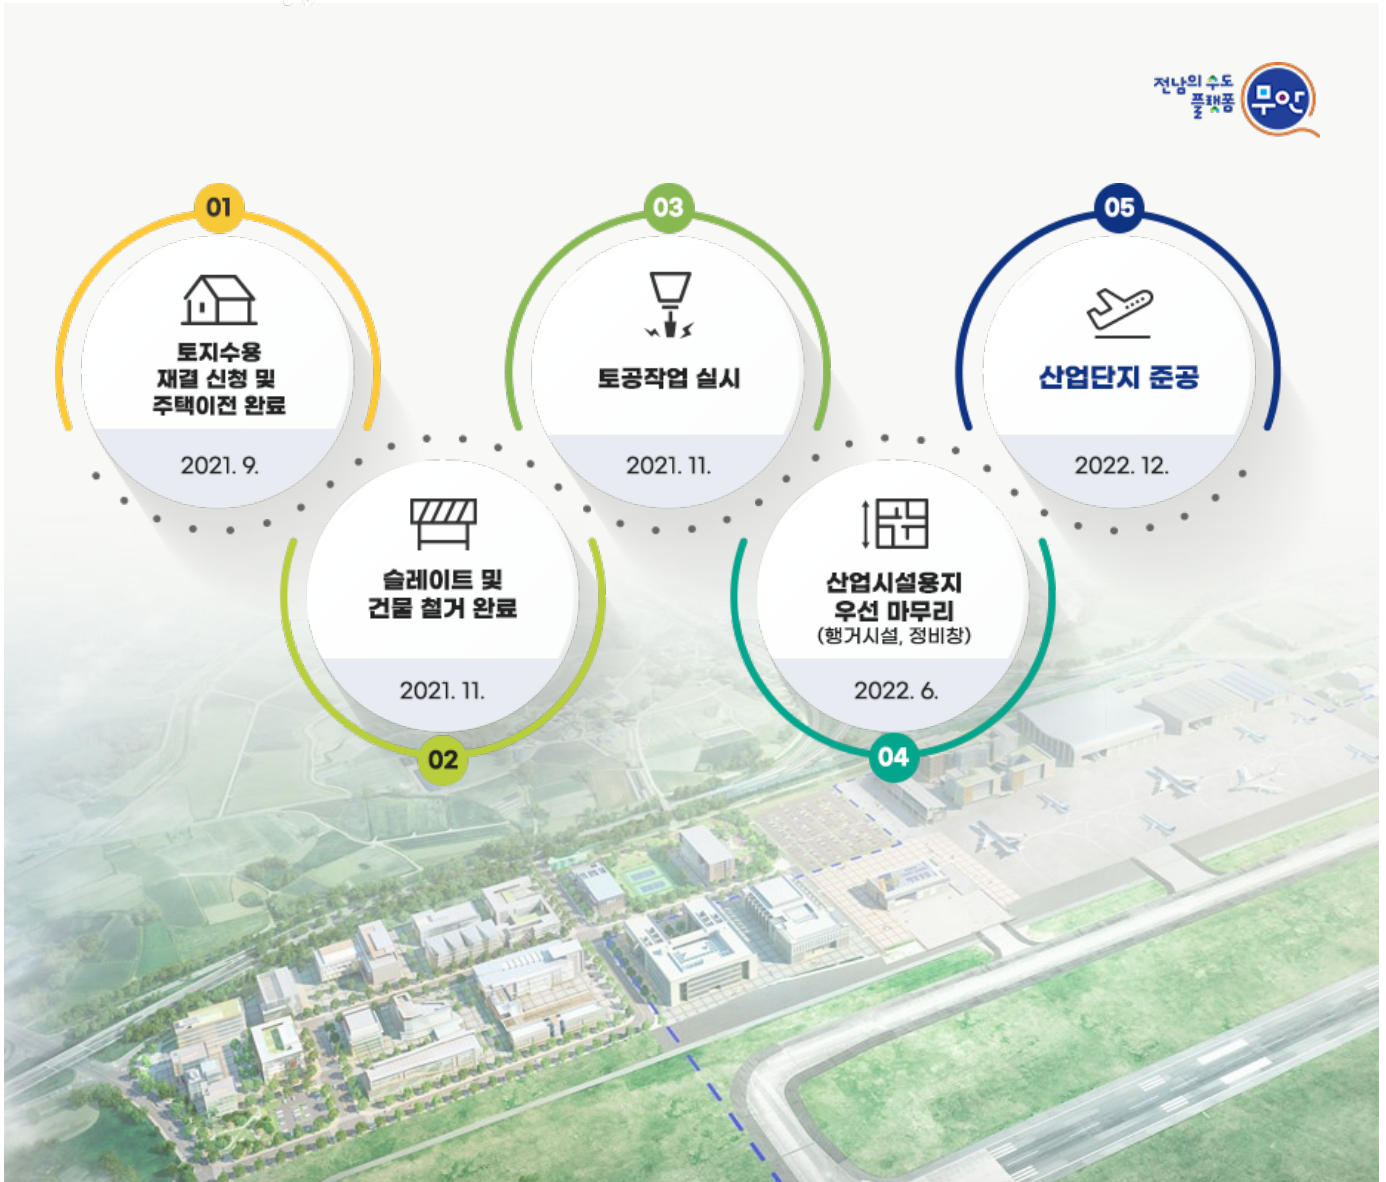 전남의 수도
플랫폼
무안
01
토지수용
재결 신청 및
주택이전 완료
2021. 9.
슬레이트 및
건물 철거 완료
2021. 11.
02
03
토공작업 실시
2021. 11.
산업시설용지
우선 마무리
(행거시설, 정비창)
2022. 6.
04
05
산업단지 준공
2022. 12.